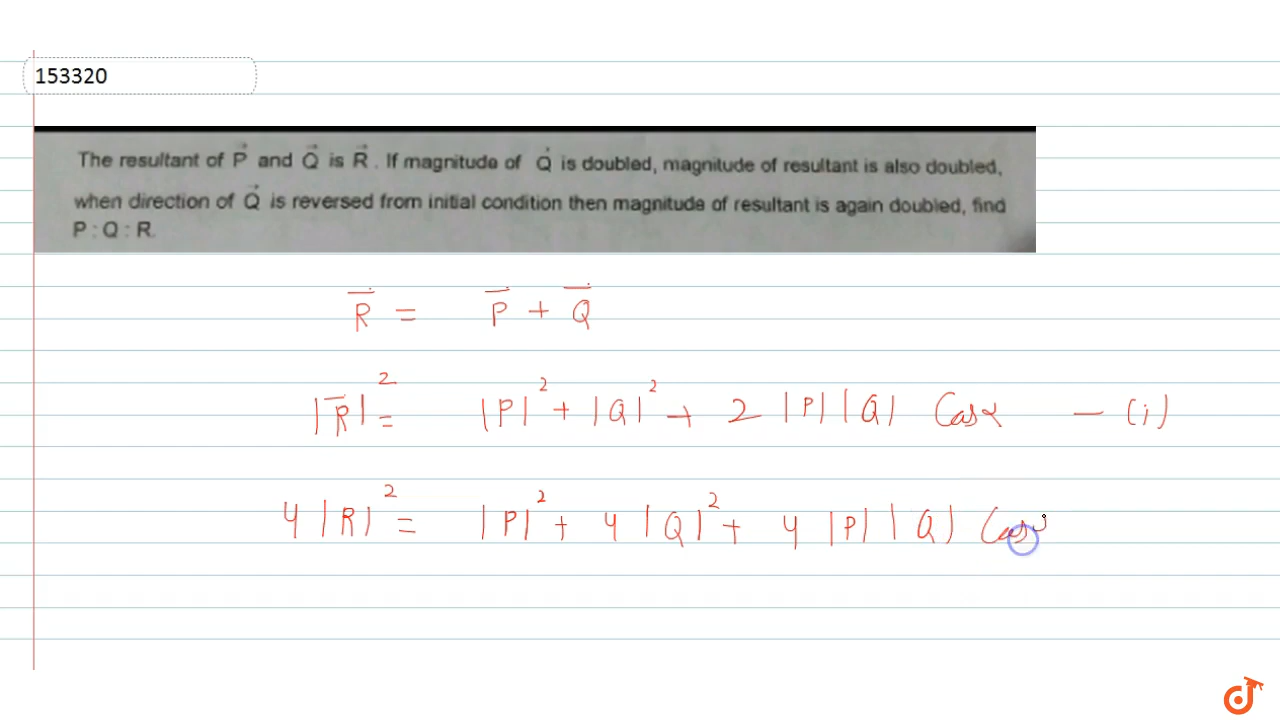 153320
The resultant of P⃗ and Q⃗ is R⃗ . If magnitude of Q⃗ is doubled, magnitude of resultant is also doubled,
when direction of Q⃗ is reversed from initial condition then magnitude of resultant is again doubled, find
P : Q : R.
R̅ = P̅ + Q̅
|R̅|² = |P|² + |Q|² + 2 |P| |Q| Cosα — (i)
4 |R|² = |P|² + 4 |Q|² + 4 |P| |Q| Cos